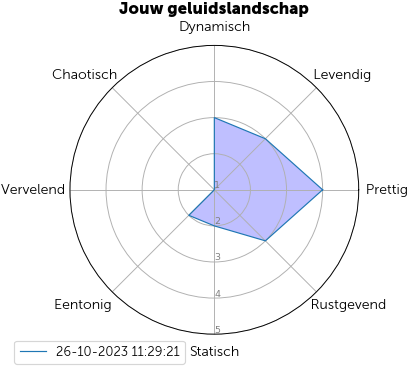 Jouw geluidslandschap
Dynamisch
Chaotisch
Levendig
Vervelend
1
Prettig
2
3
4
Eentonig
Rustgevend
5
26-10-2023 11:29:21
Statisch